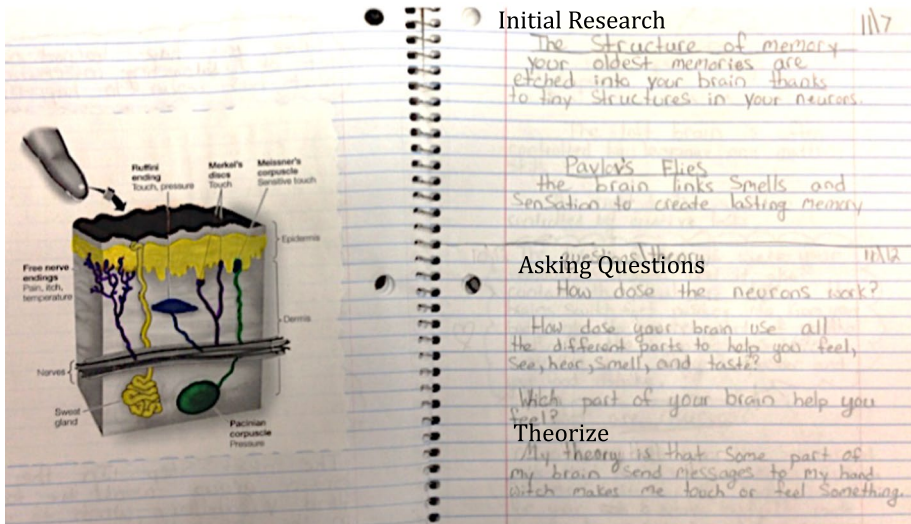 Ruffini
ending
Touch, pressure
Merkel's
discs
Touch
Meissner's
corpuscle
Sensitive touch
Epidermis
Free nerve
endings
Pain, itch,
temperature
Dermis
Nerves
Sweat
gland
Pacinian
corpuscle
Pressure
Initial Research
11/7
The Structure of memory
your oldest memories are
etched into your brain thanks
to tiny structures in your neurons.
Pavlov's Flies
the brain links Smells and
SenSation to create lasting memory
questions/theory
11/12
Asking Questions
How dose the neurons work?
How dose your brain use all
the different parts to help you feel,
see, hear, Smell, and taste?
Wich part of your brain help you
feel?
Theorize
My theory is that Some part of
my brain send messages to my hand
witch makes me touch or feel Something.